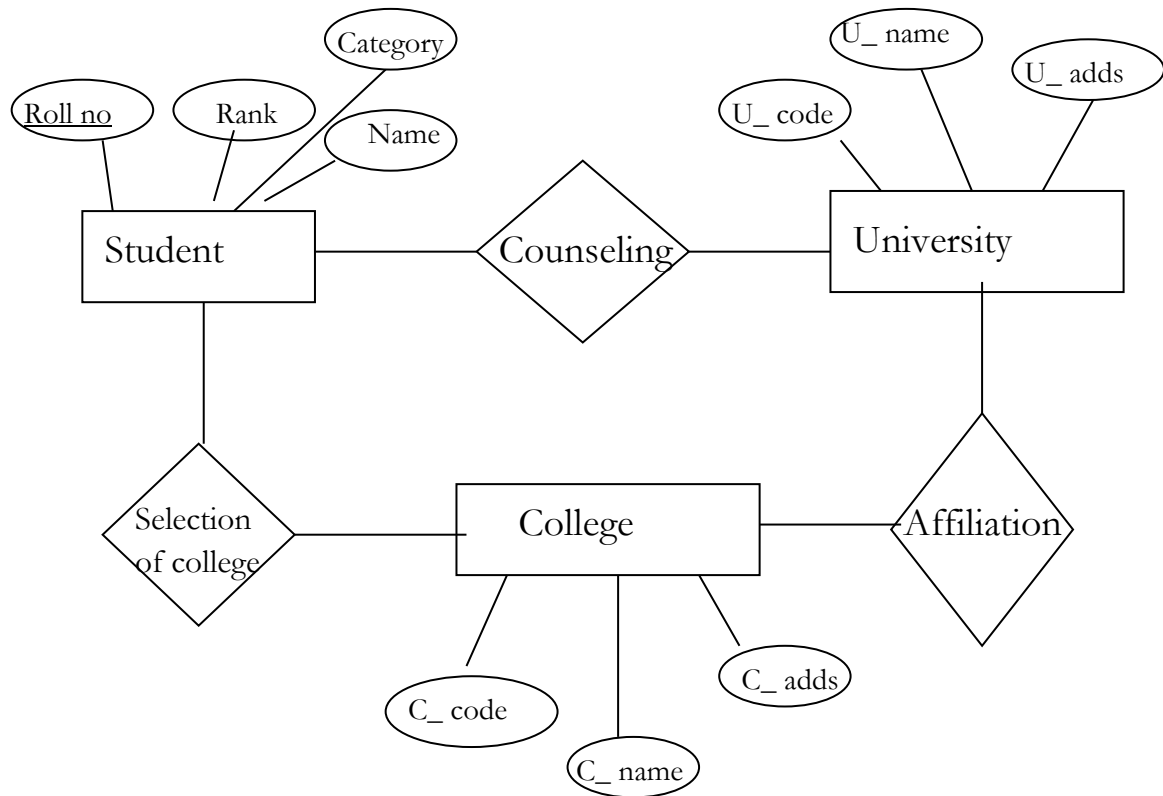 Category
U_ name
U_ adds
Roll no
Rank
U_ code
Name
Student
Counseling
University
Selection
of college
College
Affiliation
C_ adds
C_ code
C_ name